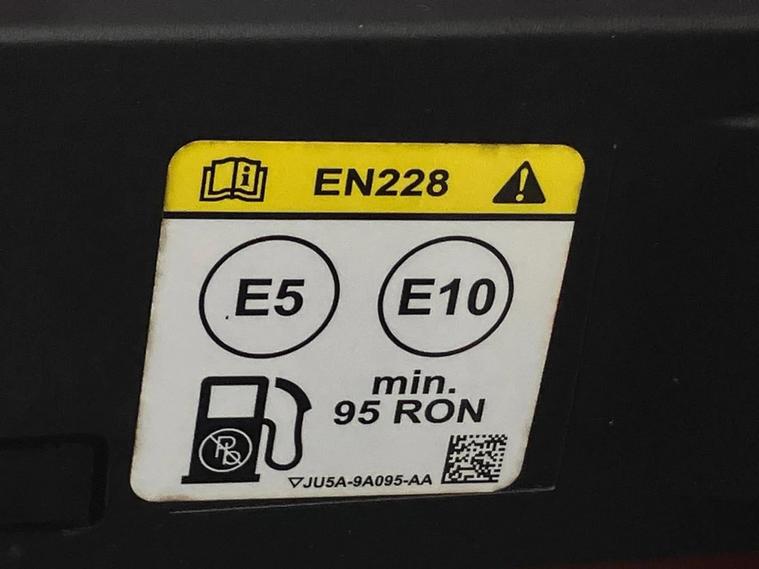 EN228
E5 E10
min.
95 RON
Pb
JU5A-9A095-AA